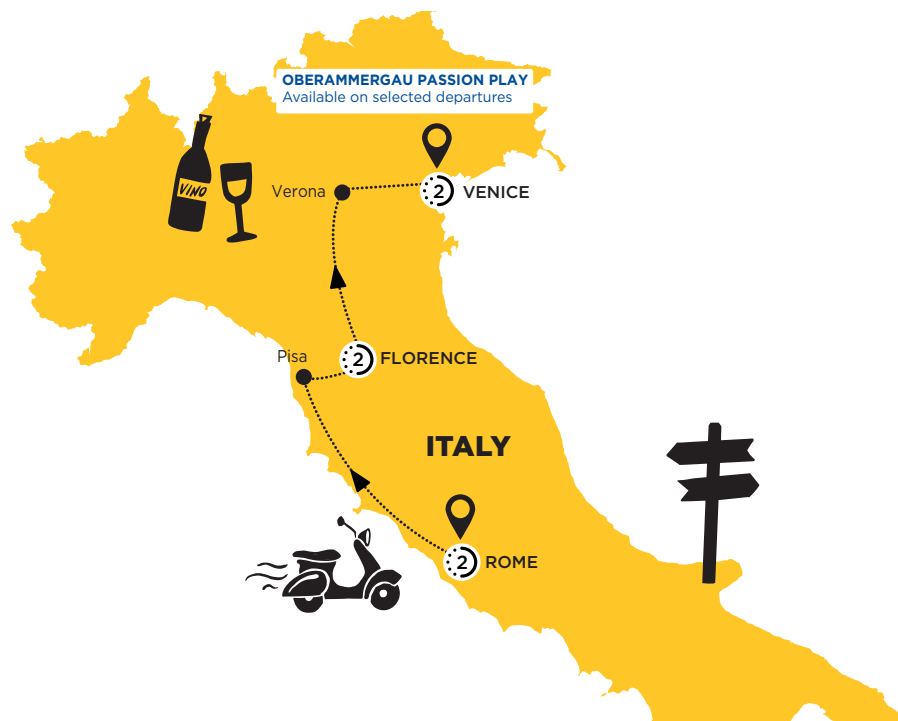 OBERAMMERGAU PASSION PLAY
Available on selected departures
VINO
Verona
2 VENICE
Pisa
2 FLORENCE
ITALY
2 ROME